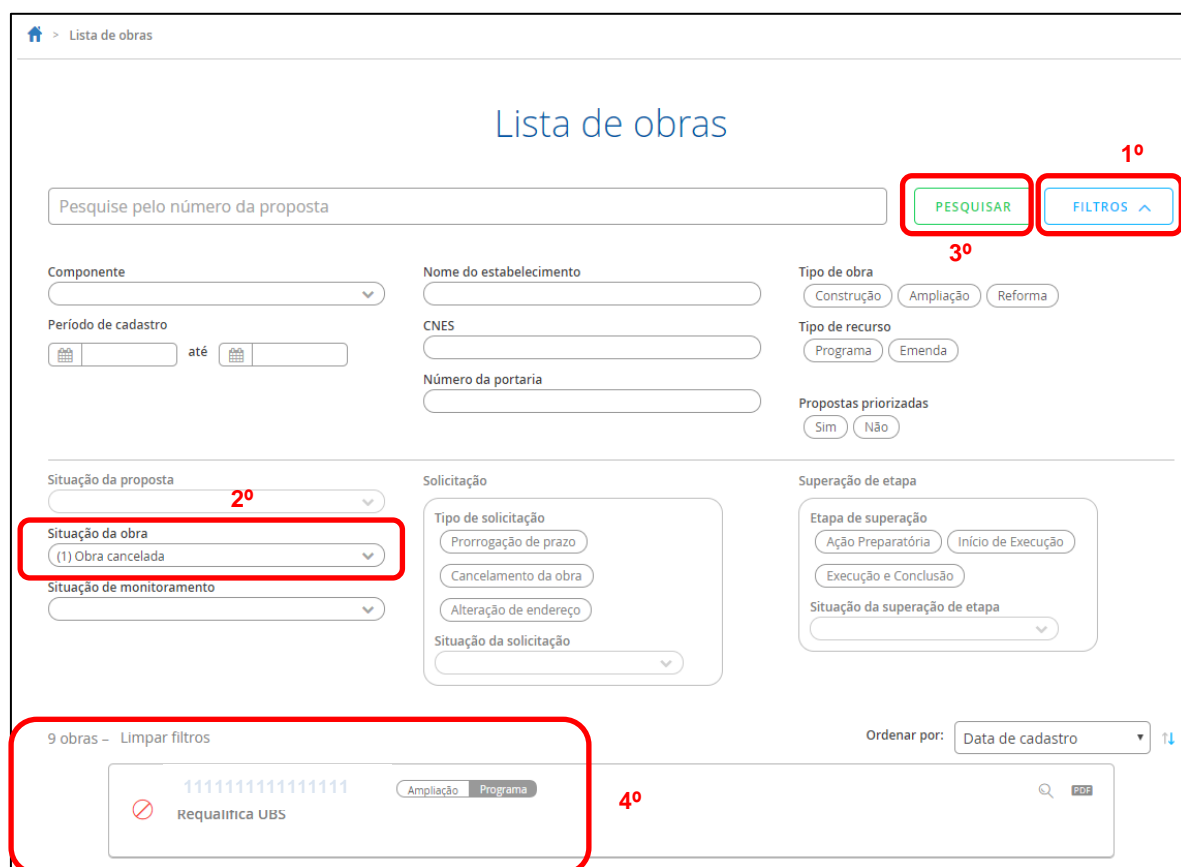 > Lista de obras
Lista de obras
1º
Pesquise pelo número da proposta
PESQUISAR
FILTROS
3º
Componente
Nome do estabelecimento
Tipo de obra
Construção Ampliação Reforma
Período de cadastro
até
CNES
Tipo de recurso
Programa Emenda
Número da portaria
Propostas priorizadas
Sim Não
Situação da proposta
2º
Situação da obra
(1) Obra cancelada
Situação de monitoramento
Solicitação
Tipo de solicitação
Prorrogação de prazo
Cancelamento da obra
Alteração de endereço
Situação da solicitação
Superação de etapa
Etapa de superação
Ação Preparatória Início de Execução
Execução e Conclusão
Situação da superação de etapa
9 obras – Limpar filtros
Ordenar por: Data de cadastro
1111111111111111
Ampliação Programa
PDF
Requalifica UBS
4º